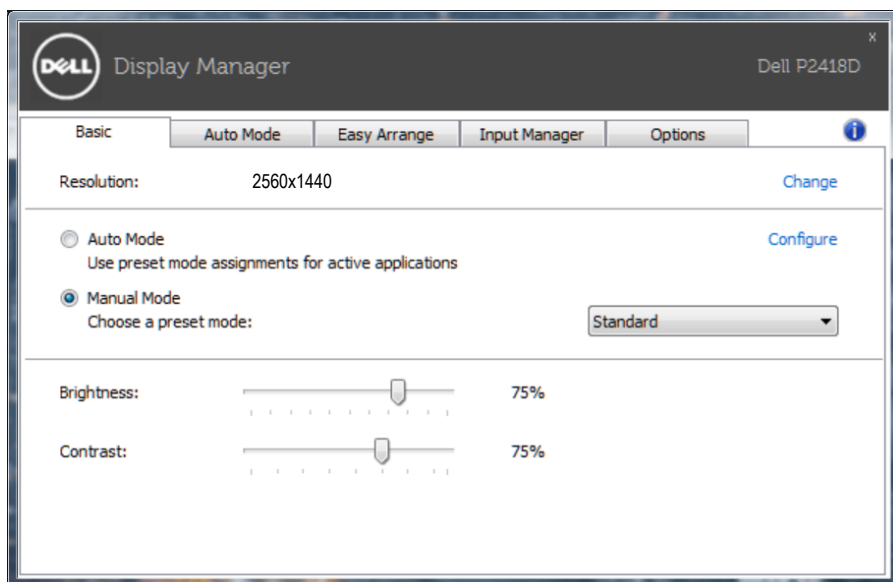 DELL Display Manager
x
Dell P2418D
Basic Auto Mode Easy Arrange Input Manager Options i
Resolution: 2560x1440 Change
Auto Mode Configure
Use preset mode assignments for active applications
Manual Mode
Choose a preset mode: Standard
Brightness: 75%
Contrast: 75%